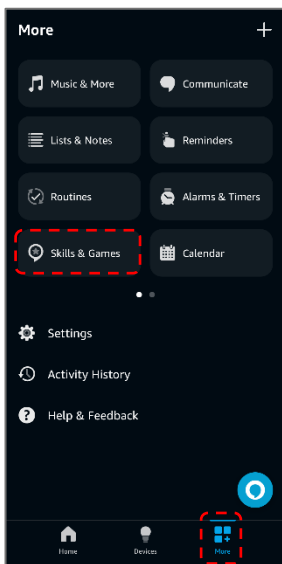 More
Music & More
Communicate
Lists & Notes
Reminders
Routines
Alarms & Timers
Skills & Games
Calendar
Settings
Activity History
Help & Feedback
Home
Devices
More